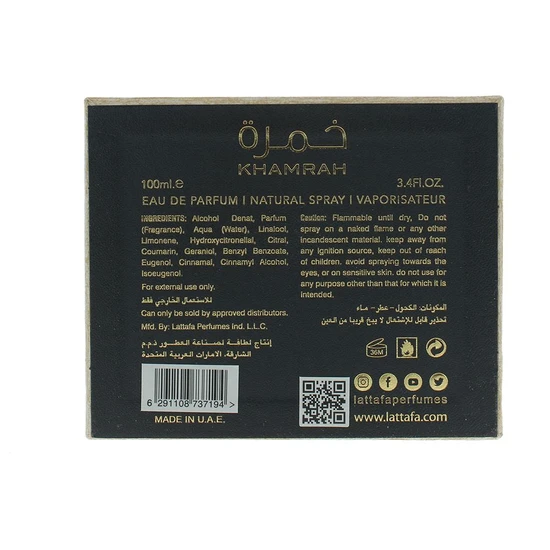 خمرة
KHAMRAH
100ml.e 3.4Fl.OZ.
EAU DE PARFUM I NATURAL SPRAY I VAPORISATEUR
INGREDIENTS: Alcohol Denat, Parfum
(Fragrance), Aqua (Water), Linalool,
Limonene, Hydroxycitronellal, Citral,
Coumarin, Geraniol, Benzyl Benzoate,
Eugenol, Cinnamal, Cinnamyl Alcohol,
Isoeugenol.
For external use only.
للاستعمال الخارجي فقط
Can only be sold by approved distributors.
Mfd. By: Lattafa Perfumes Ind. L.L.C.
إنتاج لطافة لصناعة العطور ذ.م.م
الشارقة، الامارات العربية المتحدة
Caution: Flammable until dry, Do not
spray on a naked flame or any other
incandescent material. keep away from
any ignition source, keep out of reach
of children. avoid spraying towards the
eyes, or on sensitive skin. do not use for
any purpose other than that for which it is
intended.
المكونات: الكحول - عطر - ماء
تحذير قابل للإشتعال لا يبخ قريبا من العين
36M
6 291108 737194 >
MADE IN U.A.E.
lattafaperfumes
www.lattafa.com